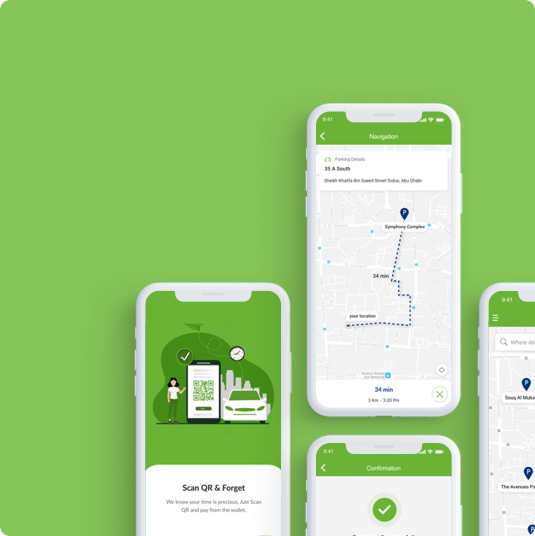 9:41
Navigation
Parking Details
35 A South
Sheikh Khalifa Bin Saeed Street Dubai, Abu Dhabi
P
Symphony Complex
34 min
your location
34 min
3 Km - 3:20 Pm
Scan QR & Forget
We know your time is precious, Just Scan
QR and pay from the wallet.
9:41
Confirmation
9:41
Where do
P
Souq Al Muba
P
The Avenues Pa
P